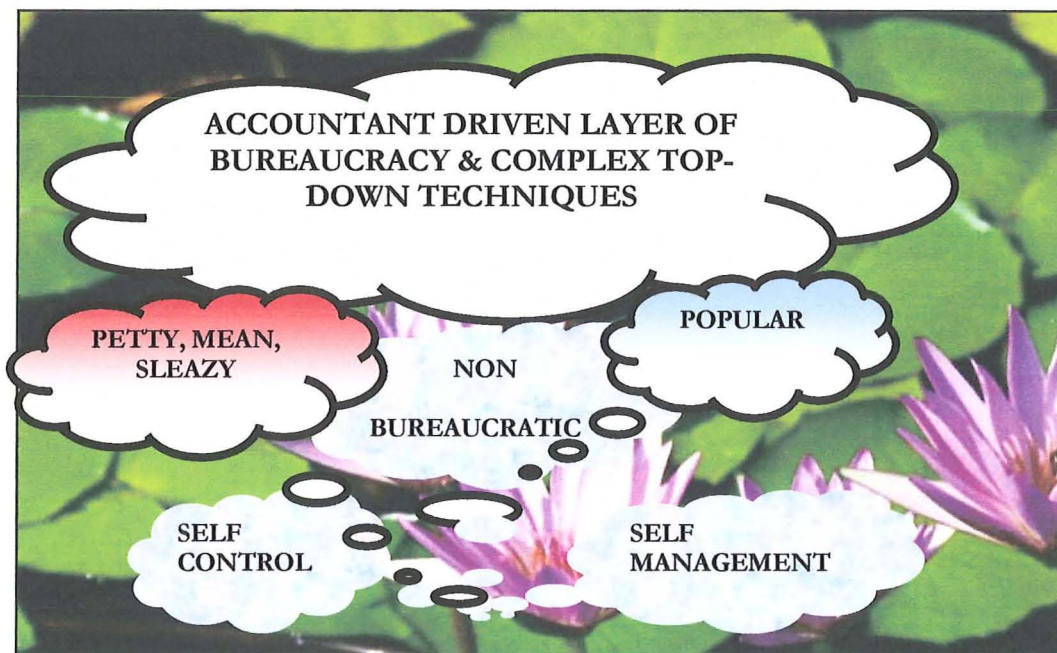 ACCOUNTANT DRIVEN LAYER OF
BUREAUCRACY & COMPLEX TOP-
DOWN TECHNIQUES
PETTY, MEAN,
SLEAZY
POPULAR
NON
BUREAUCRATIC
SELF
CONTROL
SELF
MANAGEMENT